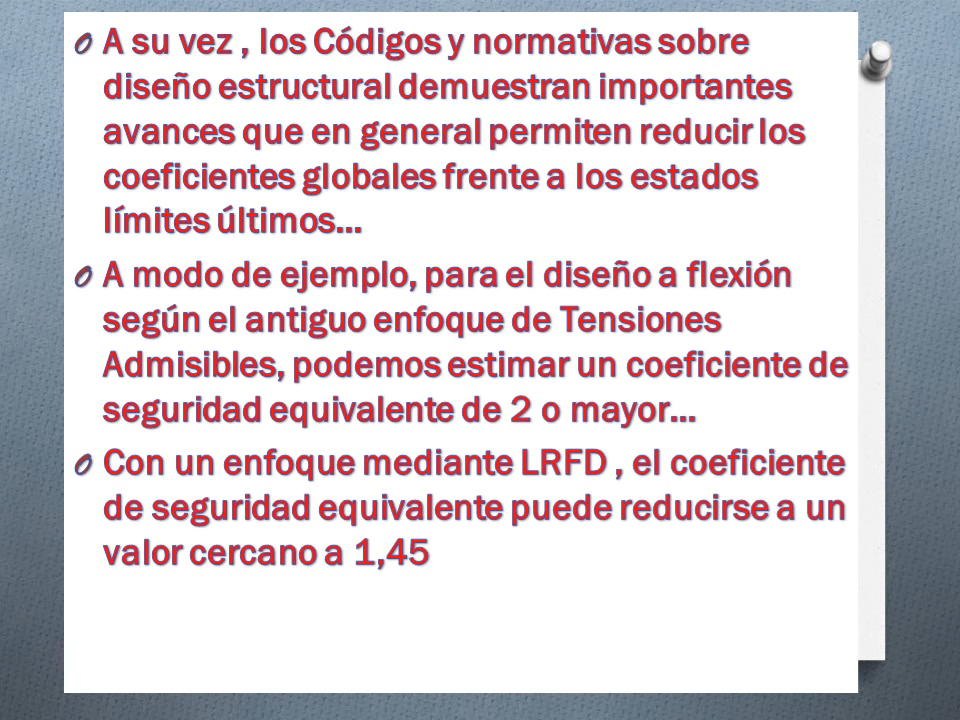 A su vez , los Códigos y normativas sobre
diseño estructural demuestran importantes
avances que en general permiten reducir los
coeficientes globales frente a los estados
límites últimos...
A modo de ejemplo, para el diseño a flexión
según el antiguo enfoque de Tensiones
Admisibles, podemos estimar un coeficiente de
seguridad equivalente de 2 o mayor...
Con un enfoque mediante LRFD , el coeficiente
de seguridad equivalente puede reducirse a un
valor cercano a 1,45